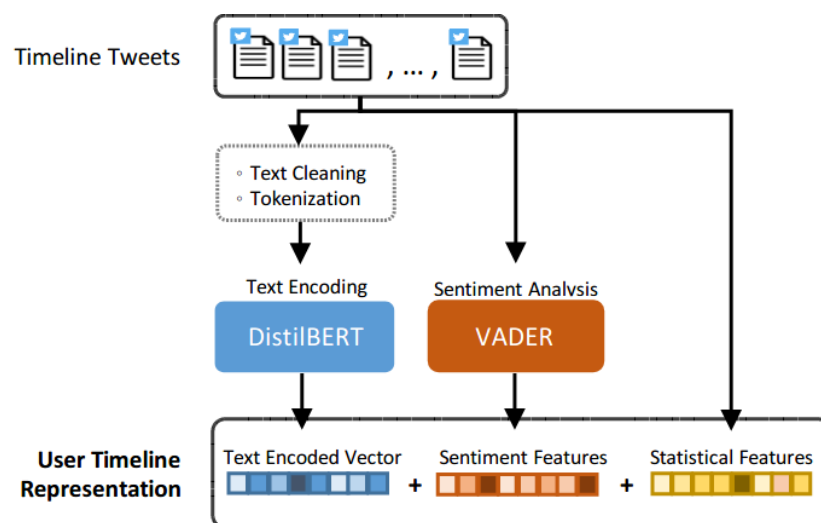 Timeline Tweets
, ... ,
◦ Text Cleaning
◦ Tokenization
Text Encoding
Sentiment Analysis
DistilBERT
VADER
User Timeline
Representation
Text Encoded Vector
Sentiment Features
Statistical Features
+
+